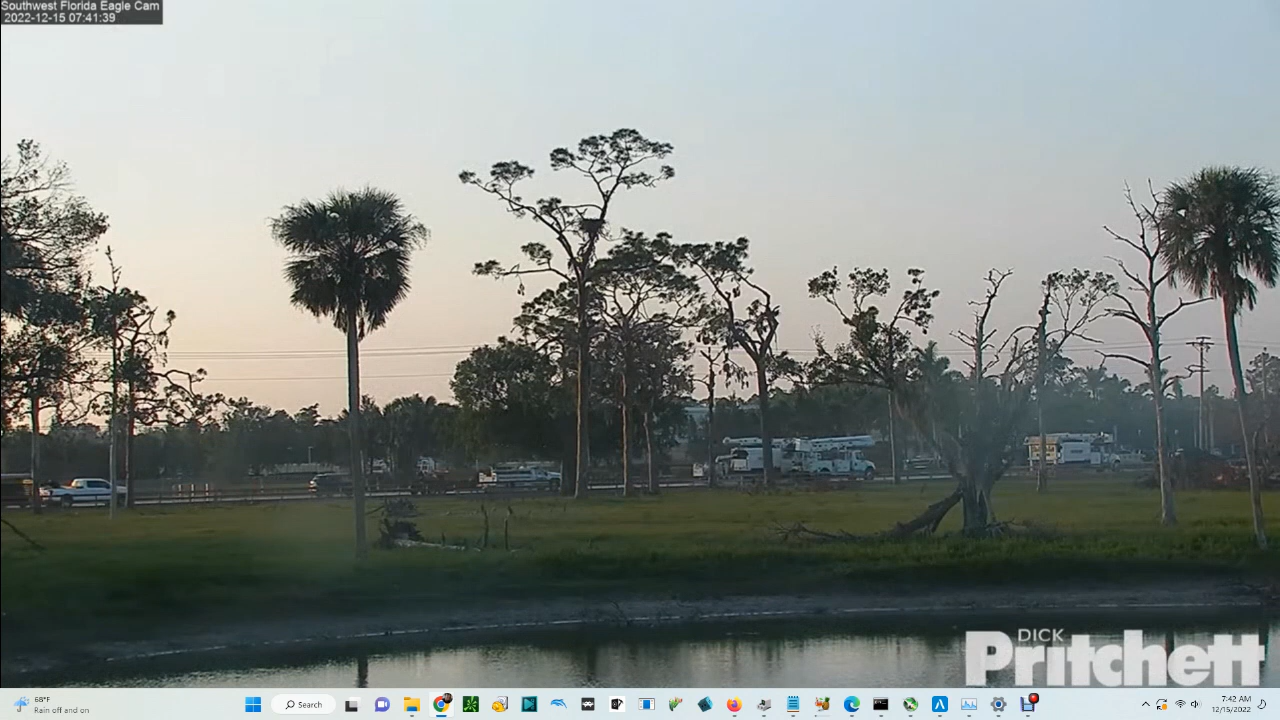 Southwest Florida Eagle Cam
2022-12-15 07:41:39
DICK
Pritchett
68°F
Rain off and on
Search
7:42 AM
12/15/2022